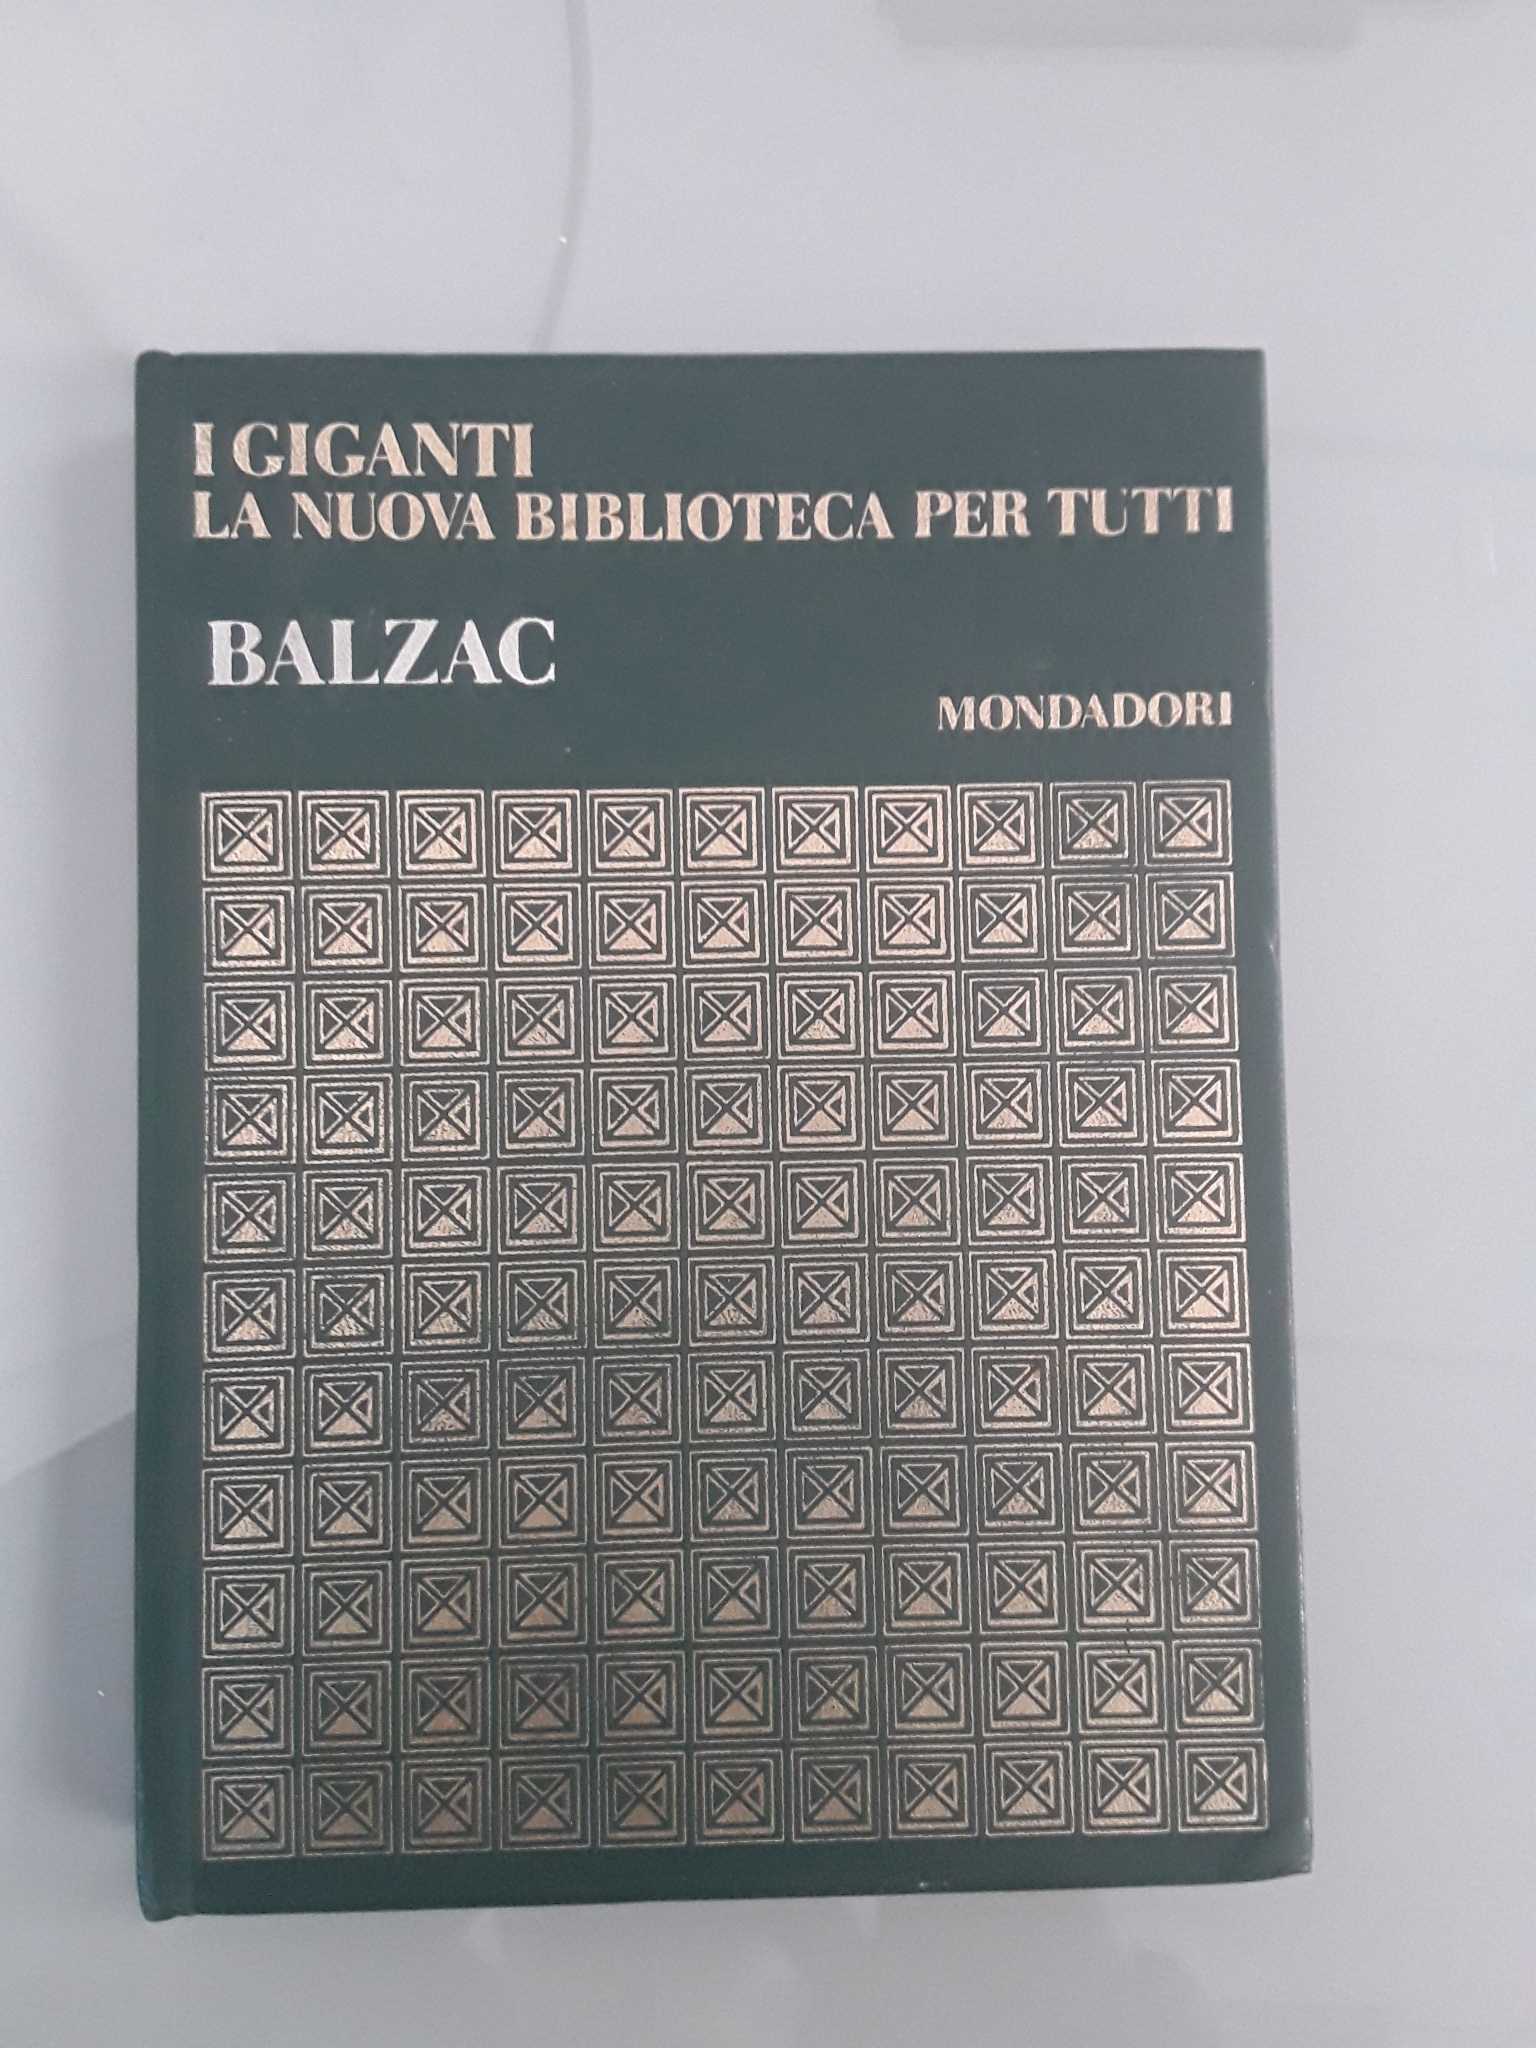 I GIGANTI
LA NUOVA BIBLIOTECA PER TUTTI
BALZAC
MONDADORI